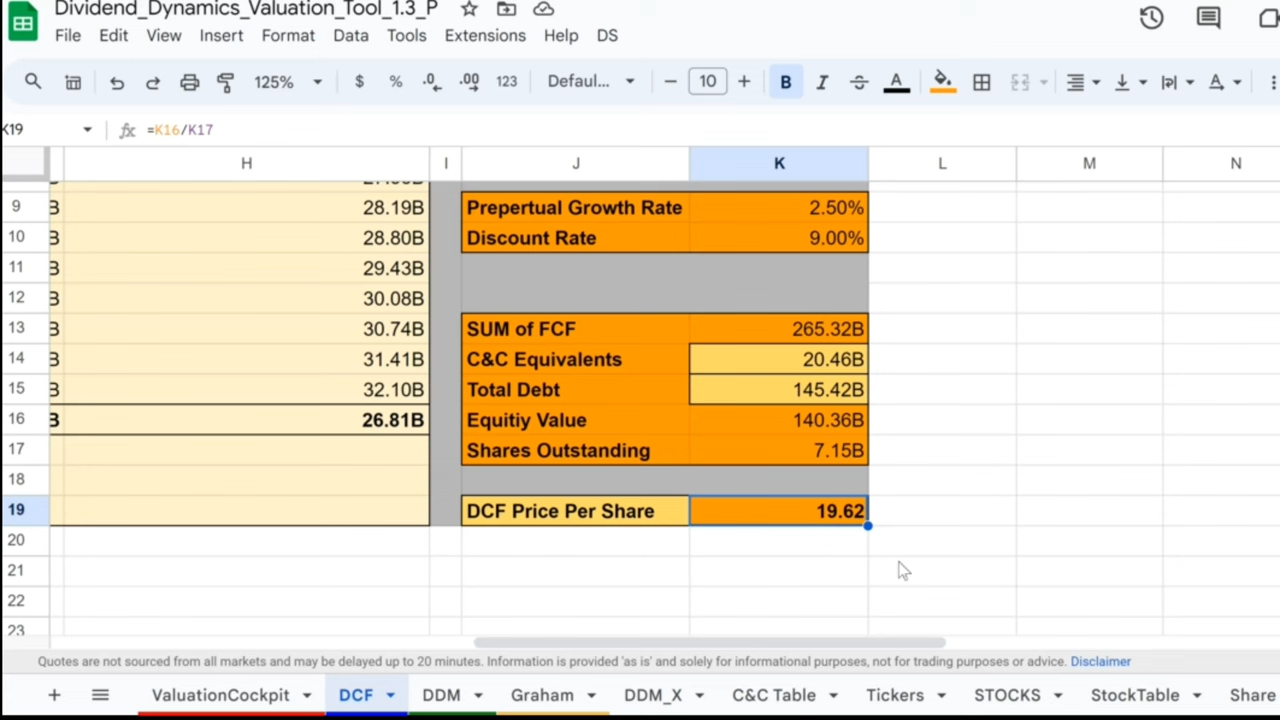 Dividend_Dynamics_Valuation_Tool_1.3_P
File Edit View Insert Format Data Tools Extensions Help DS
125% $ % .0 .00 123 Defaul... − 10 + B I A
K19 fx =K16/K17
H I J K L M N
9 B 28.19B Prepertual Growth Rate 2.50%
10 B 28.80B Discount Rate 9.00%
11 B 29.43B
12 B 30.08B
13 B 30.74B SUM of FCF 265.32B
14 B 31.41B C&C Equivalents 20.46B
15 B 32.10B Total Debt 145.42B
16 B 26.81B Equitiy Value 140.36B
17 Shares Outstanding 7.15B
18
19 DCF Price Per Share 19.62
20
21
22
23
Quotes are not sourced from all markets and may be delayed up to 20 minutes. Information is provided 'as is' and solely for informational purposes, not for trading purposes or advice. Disclaimer
+ ValuationCockpit DCF DDM Graham DDM_X C&C Table Tickers STOCKS StockTable Share